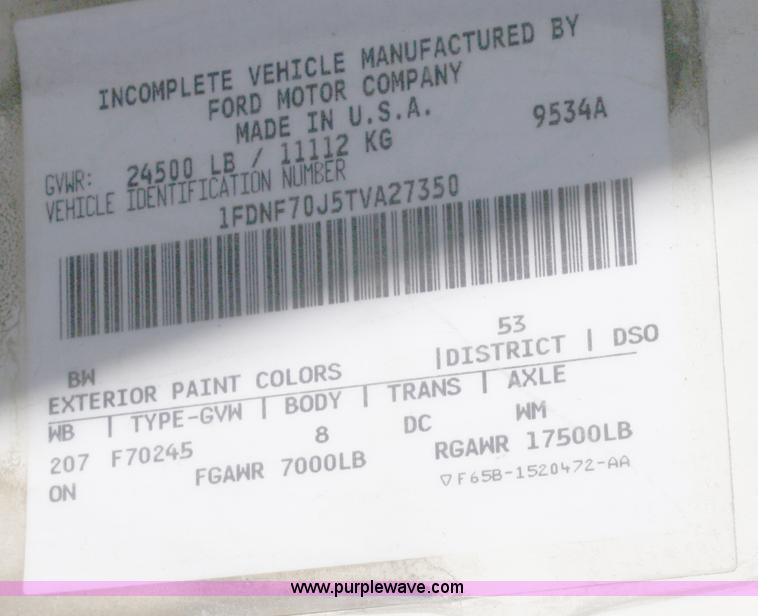 INCOMPLETE VEHICLE MANUFACTURED BY
FORD MOTOR COMPANY
MADE IN U.S.A.
9534A
GVWR: 24500 LB / 11112 KG
VEHICLE IDENTIFICATION NUMBER
1FDNF70J5TVA27350
BW 53
EXTERIOR PAINT COLORS |DISTRICT | DSO
WB | TYPE-GVW | BODY | TRANS | AXLE
207 F70245 8 DC WM
ON FGAWR 7000LB RGAWR 17500LB
▽F65B-1520472-AA
www.purplewave.com